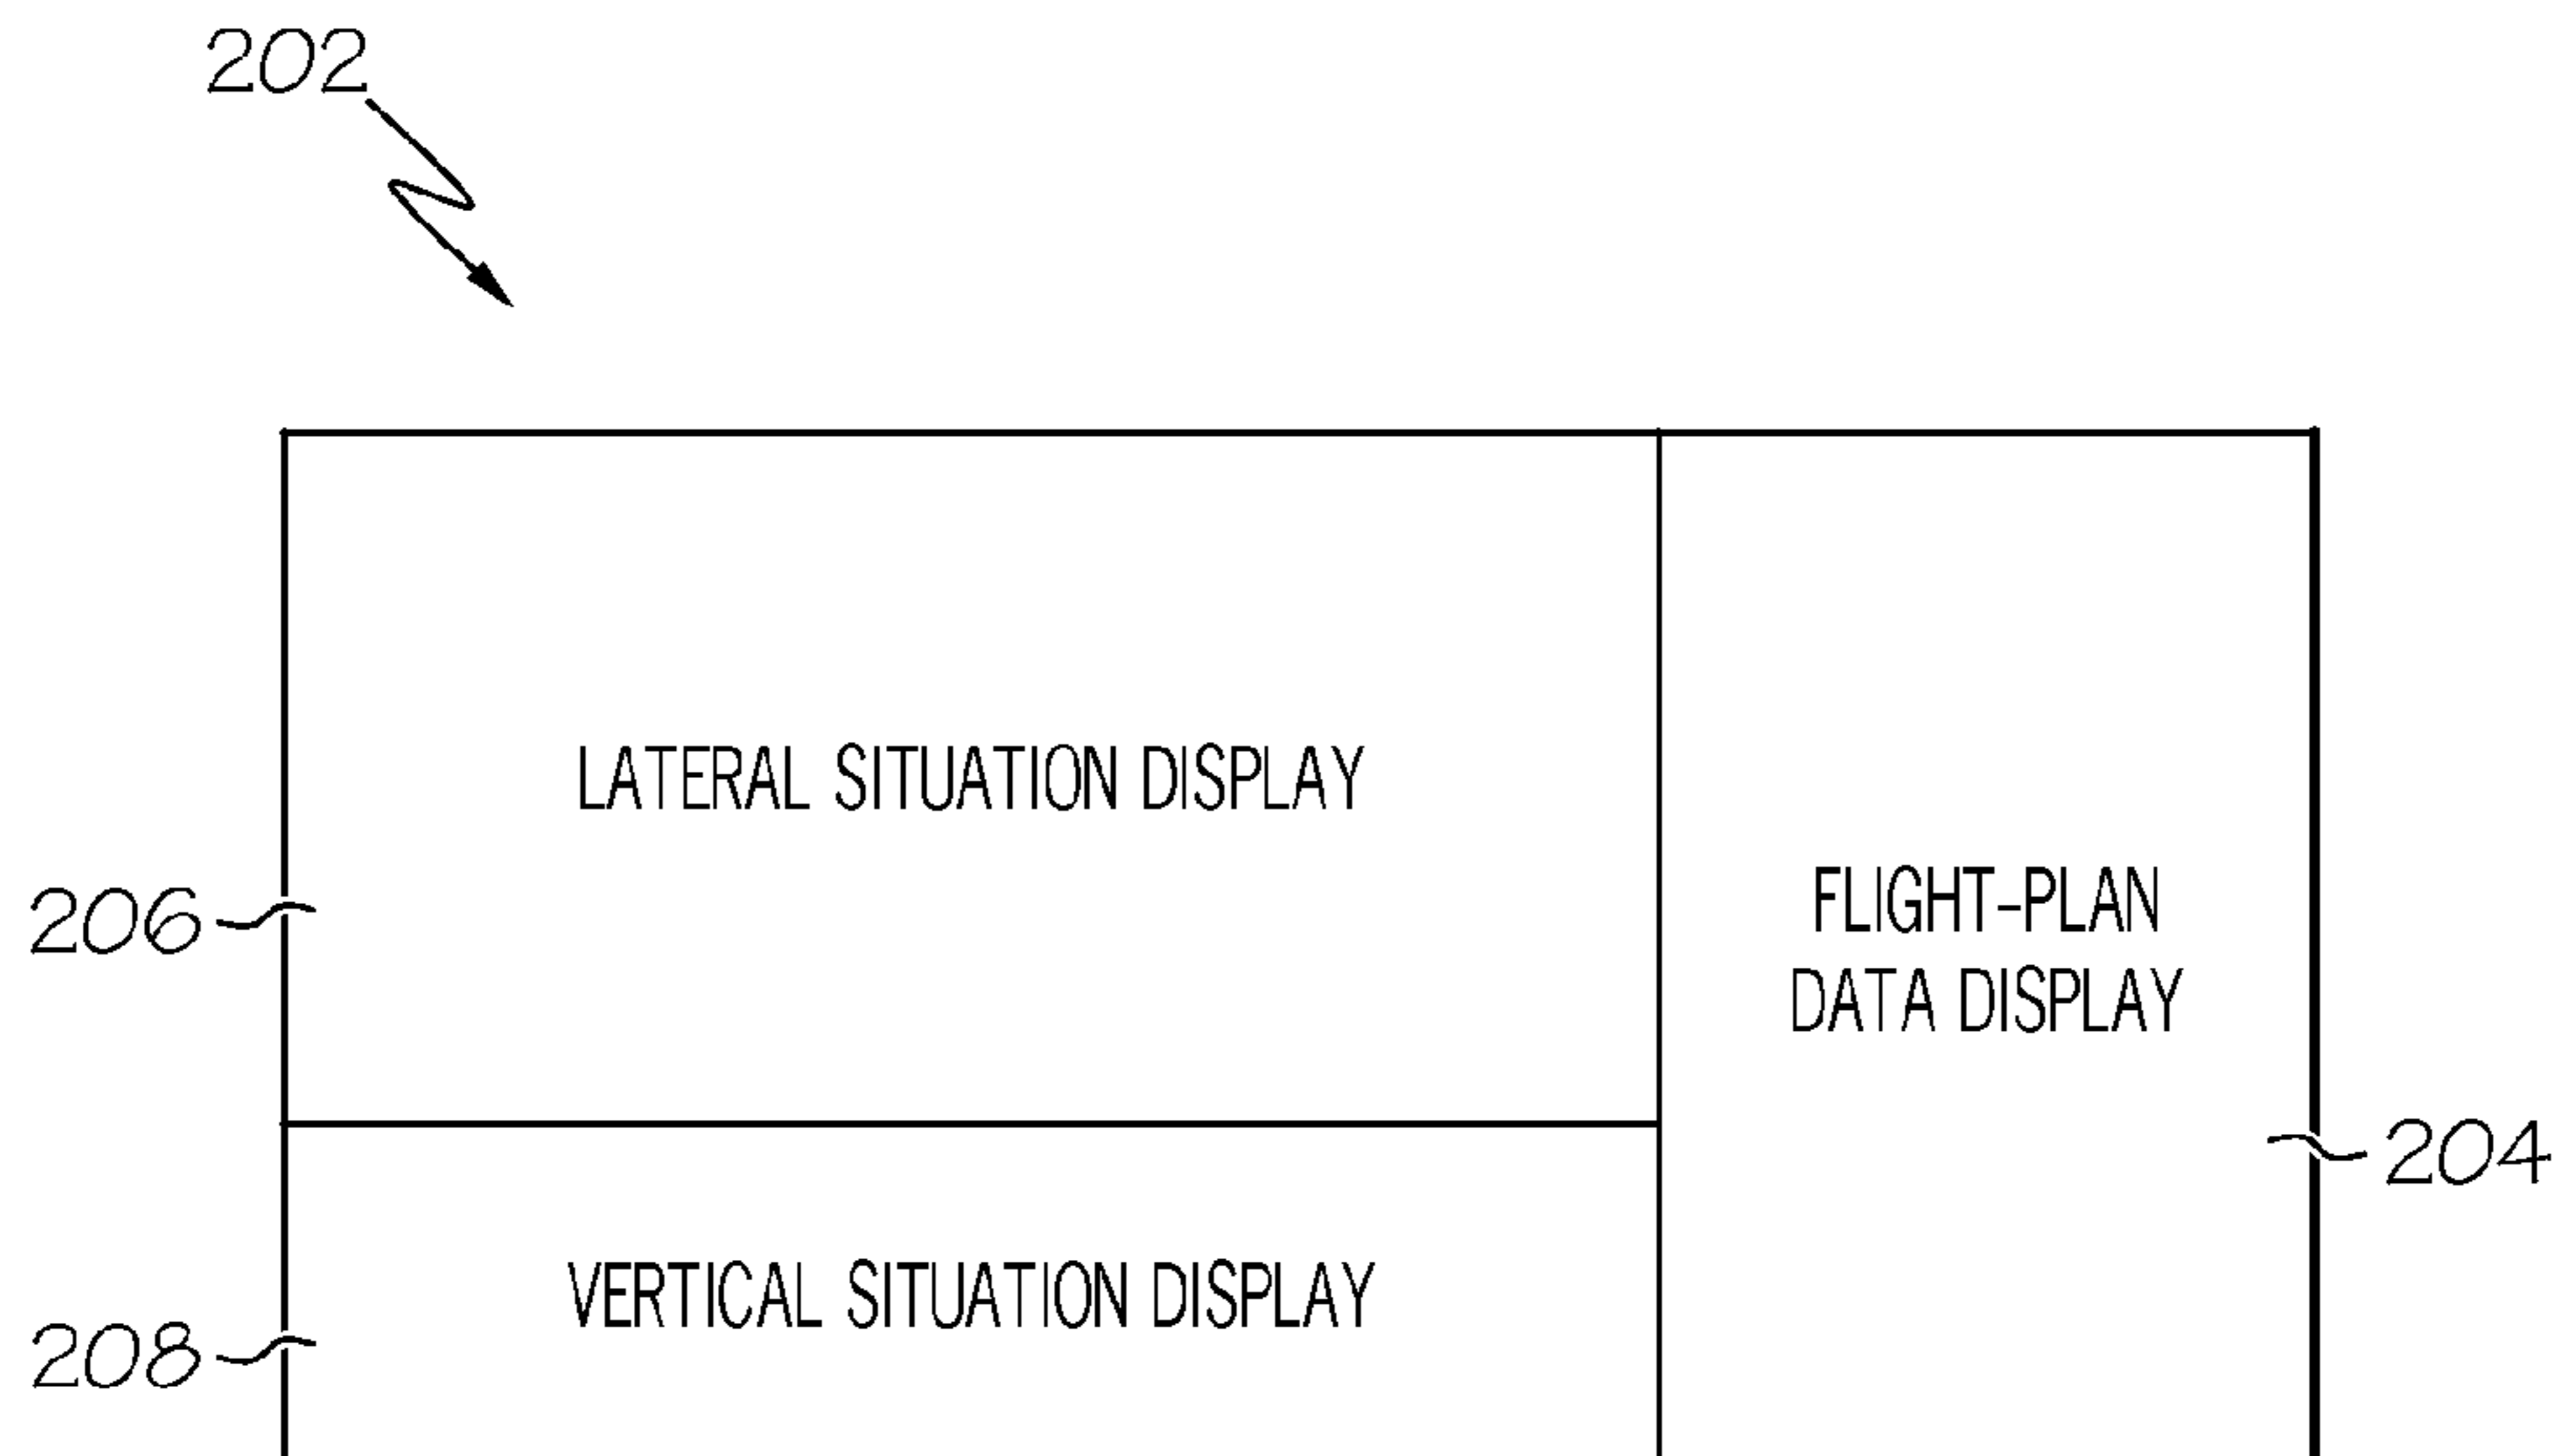 202
LATERAL SITUATION DISPLAY
206
FLIGHT-PLAN
DATA DISPLAY
204
VERTICAL SITUATION DISPLAY
208